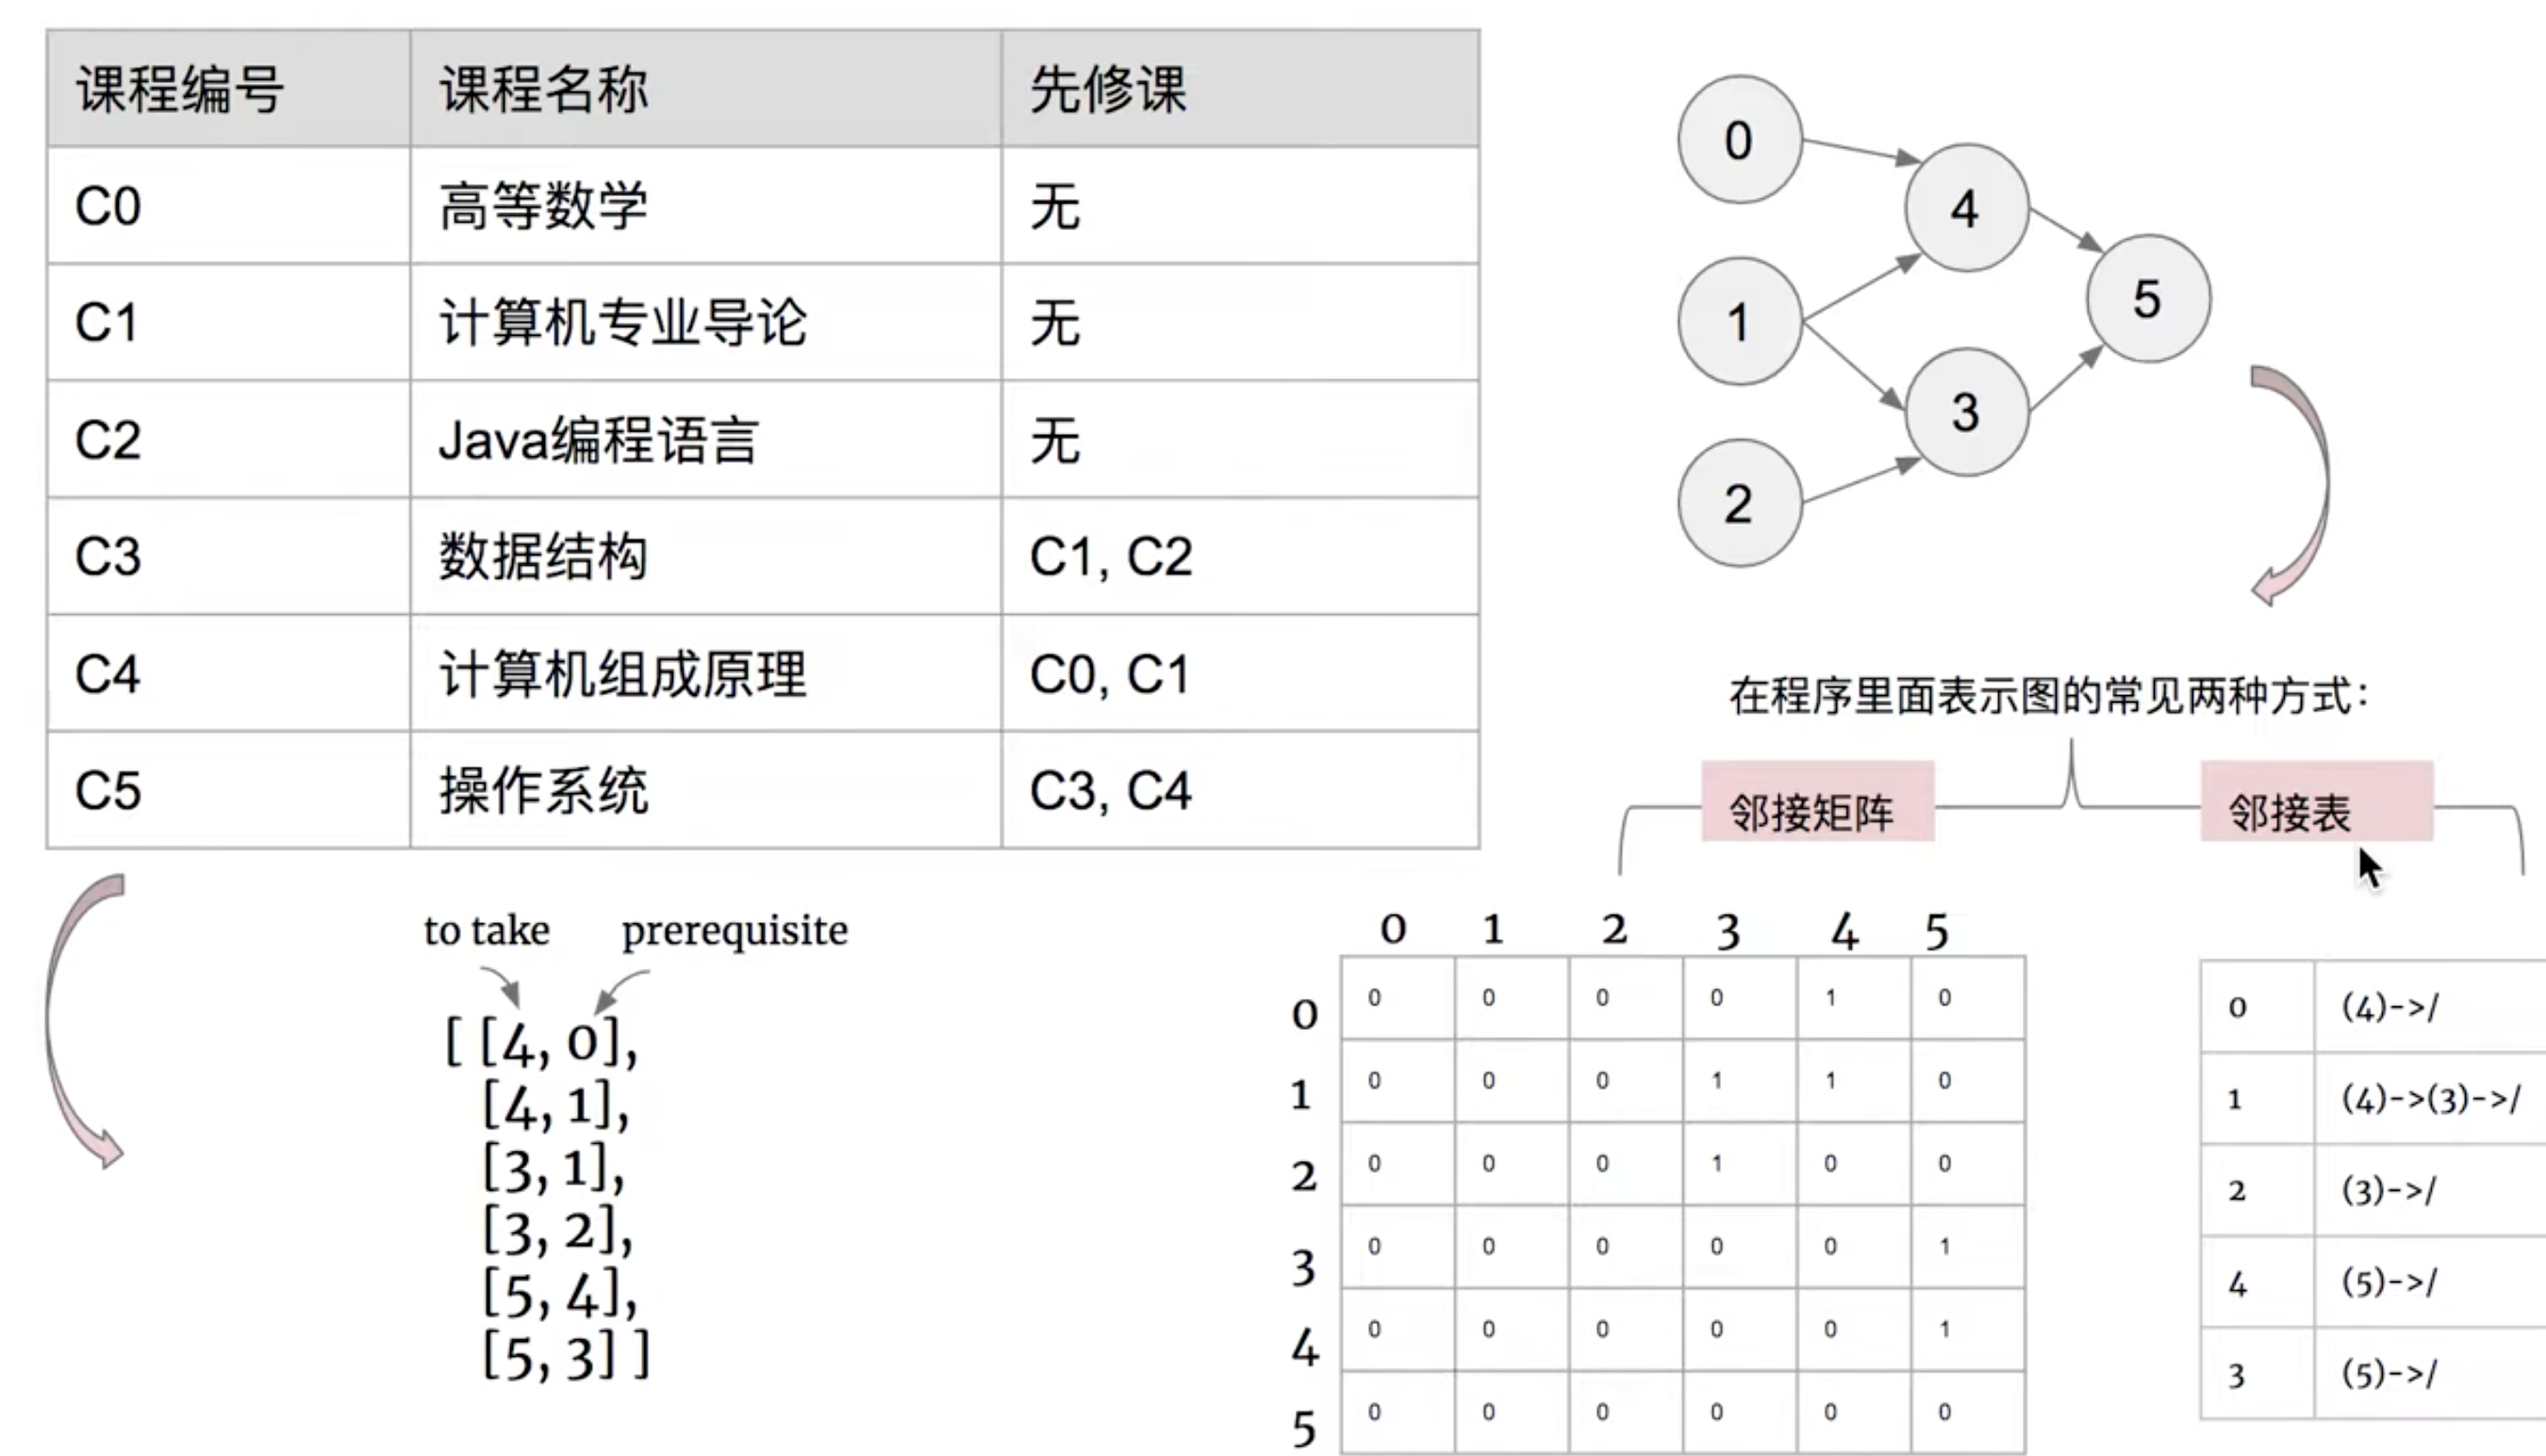 课程编号 课程名称 先修课
C0 高等数学 无
C1 计算机专业导论 无
C2 Java编程语言 无
C3 数据结构 C1, C2
C4 计算机组成原理 C0, C1
C5 操作系统 C3, C4
0
4
1
5
3
2
在程序里面表示图的常见两种方式：
邻接矩阵 邻接表
to take prerequisite
[ [4, 0],
[4, 1],
[3, 1],
[3, 2],
[5, 4],
[5, 3] ]
0 1 2 3 4 5
0 0 0 0 0 1 0
1 0 0 0 1 1 0
2 0 0 0 1 0 0
3 0 0 0 0 0 1
4 0 0 0 0 0 1
5 0 0 0 0 0 0
0 (4)->/
1 (4)->(3)->/
2 (3)->/
4 (5)->/
3 (5)->/